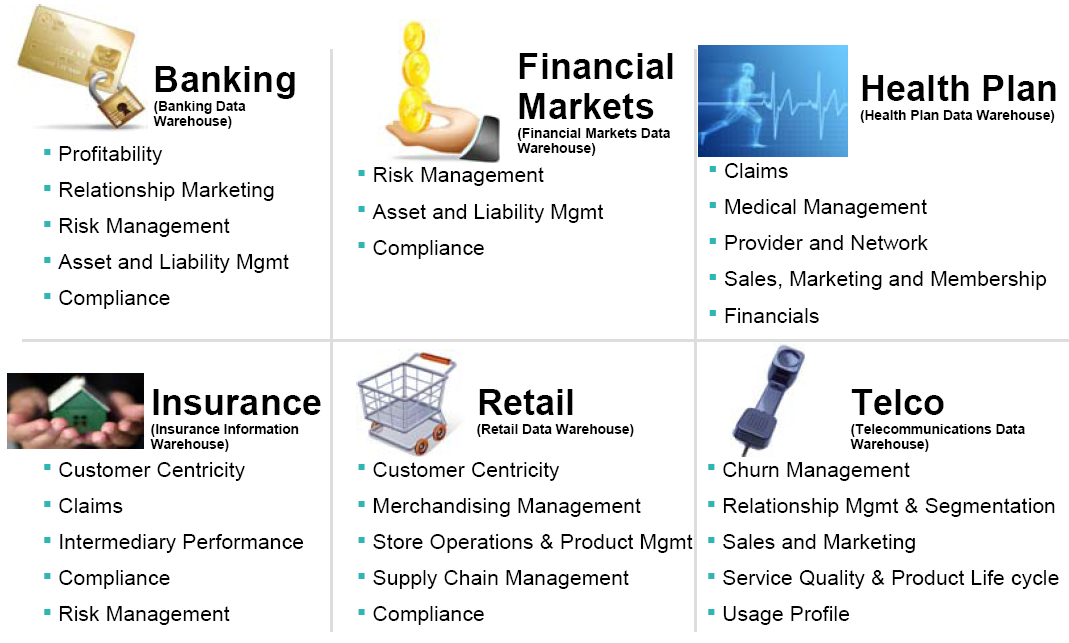 Banking
(Banking Data
Warehouse)
Profitability
Relationship Marketing
Risk Management
Asset and Liability Mgmt
Compliance
Financial
Markets
(Financial Markets Data
Warehouse)
Risk Management
Asset and Liability Mgmt
Compliance
Health Plan
(Health Plan Data Warehouse)
Claims
Medical Management
Provider and Network
Sales, Marketing and Membership
Financials
Insurance
(Insurance Information
Warehouse)
Customer Centricity
Claims
Intermediary Performance
Compliance
Risk Management
Retail
(Retail Data Warehouse)
Customer Centricity
Merchandising Management
Store Operations & Product Mgmt
Supply Chain Management
Compliance
Telco
(Telecommunications Data
Warehouse)
Churn Management
Relationship Mgmt & Segmentation
Sales and Marketing
Service Quality & Product Life cycle
Usage Profile